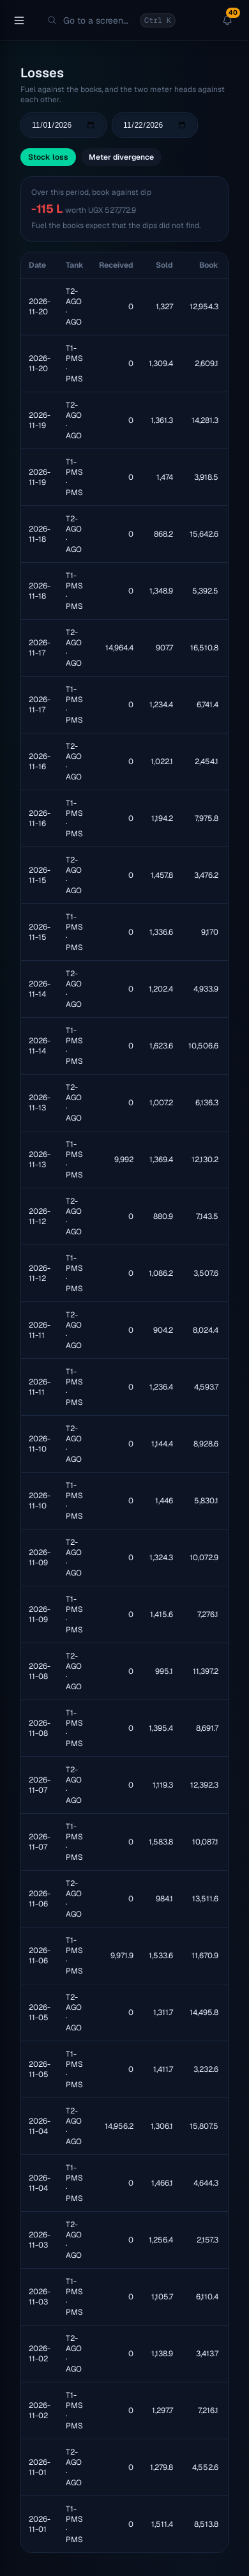 Go to a screen... Ctrl K
40
Losses
Fuel against the books, and the two meter heads against
each other.
11/01/2026 11/22/2026
Stock loss Meter divergence
Over this period, book against dip
-115 L worth UGX 527,772.9
Fuel the books expect that the dips did not find.
Date Tank Received Sold Book
2026-11-20 T2-AGO · AGO 0 1,327 12,954.3
2026-11-20 T1-PMS · PMS 0 1,309.4 2,609.1
2026-11-19 T2-AGO · AGO 0 1,361.3 14,281.3
2026-11-19 T1-PMS · PMS 0 1,474 3,918.5
2026-11-18 T2-AGO · AGO 0 868.2 15,642.6
2026-11-18 T1-PMS · PMS 0 1,348.9 5,392.5
2026-11-17 T2-AGO · AGO 14,964.4 907.7 16,510.8
2026-11-17 T1-PMS · PMS 0 1,234.4 6,741.4
2026-11-16 T2-AGO · AGO 0 1,022.1 2,454.1
2026-11-16 T1-PMS · PMS 0 1,194.2 7,975.8
2026-11-15 T2-AGO · AGO 0 1,457.8 3,476.2
2026-11-15 T1-PMS · PMS 0 1,336.6 9,170
2026-11-14 T2-AGO · AGO 0 1,202.4 4,933.9
2026-11-14 T1-PMS · PMS 0 1,623.6 10,506.6
2026-11-13 T2-AGO · AGO 0 1,007.2 6,136.3
2026-11-13 T1-PMS · PMS 9,992 1,369.4 12,130.2
2026-11-12 T2-AGO · AGO 0 880.9 7,143.5
2026-11-12 T1-PMS · PMS 0 1,086.2 3,507.6
2026-11-11 T2-AGO · AGO 0 904.2 8,024.4
2026-11-11 T1-PMS · PMS 0 1,236.4 4,593.7
2026-11-10 T2-AGO · AGO 0 1,144.4 8,928.6
2026-11-10 T1-PMS · PMS 0 1,446 5,830.1
2026-11-09 T2-AGO · AGO 0 1,324.3 10,072.9
2026-11-09 T1-PMS · PMS 0 1,415.6 7,276.1
2026-11-08 T2-AGO · AGO 0 995.1 11,397.2
2026-11-08 T1-PMS · PMS 0 1,395.4 8,691.7
2026-11-07 T2-AGO · AGO 0 1,119.3 12,392.3
2026-11-07 T1-PMS · PMS 0 1,583.8 10,087.1
2026-11-06 T2-AGO · AGO 0 984.1 13,511.6
2026-11-06 T1-PMS · PMS 9,971.9 1,533.6 11,670.9
2026-11-05 T2-AGO · AGO 0 1,311.7 14,495.8
2026-11-05 T1-PMS · PMS 0 1,411.7 3,232.6
2026-11-04 T2-AGO · AGO 14,956.2 1,306.1 15,807.5
2026-11-04 T1-PMS · PMS 0 1,466.1 4,644.3
2026-11-03 T2-AGO · AGO 0 1,256.4 2,157.3
2026-11-03 T1-PMS · PMS 0 1,105.7 6,110.4
2026-11-02 T2-AGO · AGO 0 1,138.9 3,413.7
2026-11-02 T1-PMS · PMS 0 1,297.7 7,216.1
2026-11-01 T2-AGO · AGO 0 1,279.8 4,552.6
2026-11-01 T1-PMS · PMS 0 1,511.4 8,513.8